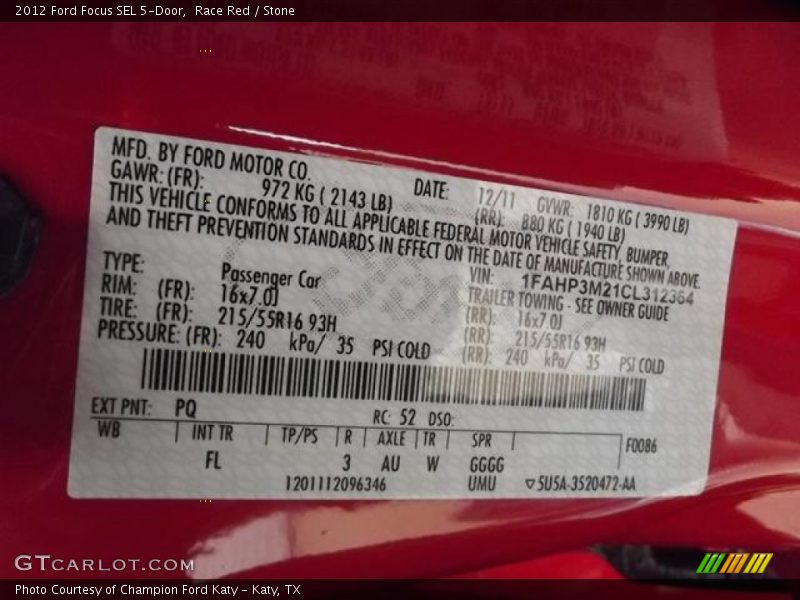 2012 Ford Focus SEL 5-Door, Race Red / Stone
MFD. BY FORD MOTOR CO.
DATE: 12/11 GVWR: 1810 KG ( 3990 LB)
GAWR: (FR): 972 KG ( 2143 LB) (RR): 880 KG ( 1940 LB)
THIS VEHICLE CONFORMS TO ALL APPLICABLE FEDERAL MOTOR VEHICLE SAFETY, BUMPER,
AND THEFT PREVENTION STANDARDS IN EFFECT ON THE DATE OF MANUFACTURE SHOWN ABOVE.
VIN: 1FAHP3M21CL312364
TYPE: Passenger Car TRAILER TOWING - SEE OWNER GUIDE
RIM: (FR): 16x7.0J (RR): 16x7.0J
TIRE: (FR): 215/55R16 93H (RR): 215/55R16 93H
PRESSURE: (FR): 240 kPa/ 35 PSI COLD (RR): 240 kPa/ 35 PSI COLD
EXT PNT: PQ RC: 52 DSO:
WB INT TR TP/PS R AXLE TR SPR F0086
FL 3 AU W GGGG
1201112096346 UMU ▽5U5A-3520472-AA
GTCARLOT.COM
Photo Courtesy of Champion Ford Katy - Katy, TX